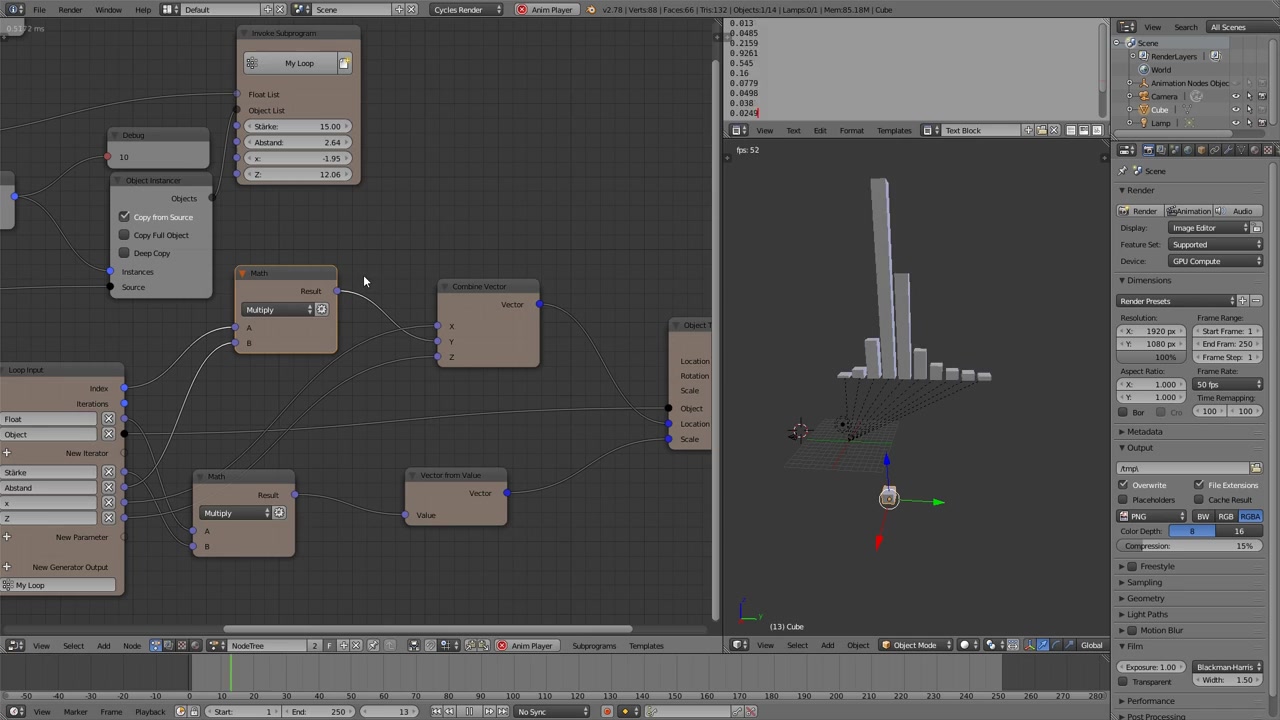 File Render Window Help Default Scene Cycles Render Anim Player v2.78 | Verts:88 | Faces:66 | Tris:132 | Objects:1/14 | Lamps:0/1 | Mem:85.18M | Cube
Invoke Subprogram
My Loop
Float List
Object List
Stärke: 15.00
Abstand: 2.64
x: -1.95
Z: 12.06
Debug
10
Object Instancer
Objects
Copy from Source
Copy Full Object
Deep Copy
Instances
Source
Math
Result
Multiply
A
B
Combine Vector
Vector
X
Y
Z
Location
Rotation
Scale
Object
Location
Scale
Loop Input
Index
Iterations
Float
Object
New Iterator
Stärke
Abstand
x
Z
New Parameter
New Generator Output
My Loop
Math
Result
Multiply
A
B
Vector from Value
Vector
Value
View Select Add Node NodeTree 2 F Anim Player Subprograms Templates
0.013
0.0485
0.2159
0.9261
0.545
0.16
0.0779
0.0498
0.038
0.0249
View Text Edit Format Templates Text Block
fps: 52
(13) Cube
View Select Add Object Object Mode Global
View Search All Scenes
Scene
RenderLayers
World
Animation Nodes Objec
Camera
Cube
Lamp
Scene
Render
Render Animation Audio
Display: Image Editor
Feature Set: Supported
Device: GPU Compute
Dimensions
Render Presets
Resolution: Frame Range:
X: 1920 px Start Frame: 1
Y: 1080 px End Fram: 250
100% Frame Step: 1
Aspect Ratio: Frame Rate:
X: 1.000 50 fps
Y: 1.000 Time Remapping:
Bor Cro 100 100
Metadata
Output
/tmp\
Overwrite File Extensions
Placeholders Cache Result
PNG BW RGB RGBA
Color Depth: 8 16
Compression: 15%
Freestyle
Sampling
Geometry
Light Paths
Motion Blur
Film
Exposure: 1.00 Blackman-Harris
Transparent Width: 1.50
Performance
Post Processing
-50 -40 -30 -20 -10 0 10 20 30 40 50 60 70 80 90 100 110 120 130 140 150 160 170 180 190 200 210 220 230 240 250 260 270 280
View Marker Frame Playback Start: 1 End: 250 13 No Sync